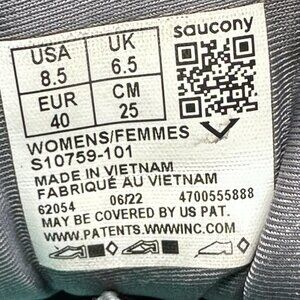 USA UK saucony
8.5 6.5
EUR CM
40 25
WOMENS/FEMMES
S10759-101
MADE IN VIETNAM
FABRIQUÉ AU VIETNAM
62054 06/22 4700555888
MAY BE COVERED BY US PAT.
WWW.PATENTS.WWWINC.COM